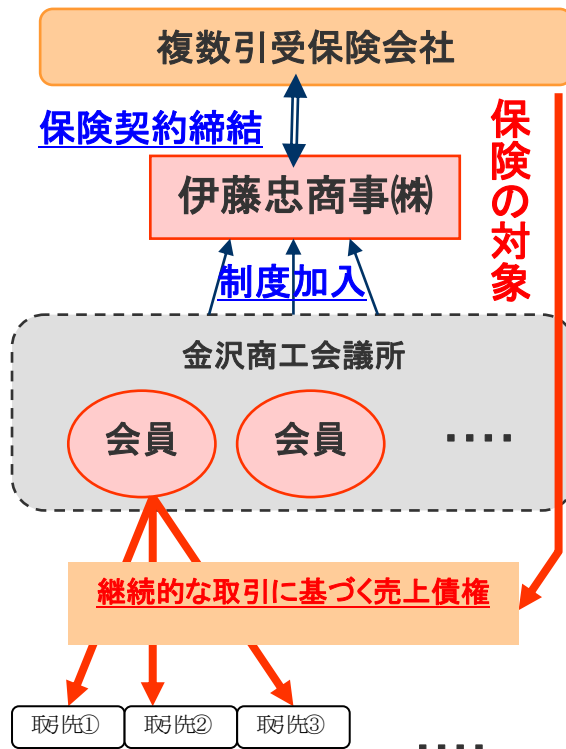 複数引受保険会社
保険契約締結
保険の対象
伊藤忠商事㈱
制度加入
金沢商工会議所
会員
会員
‥‥
継続的な取引に基づく売上債権
取引先①
取引先②
取引先③
‥‥